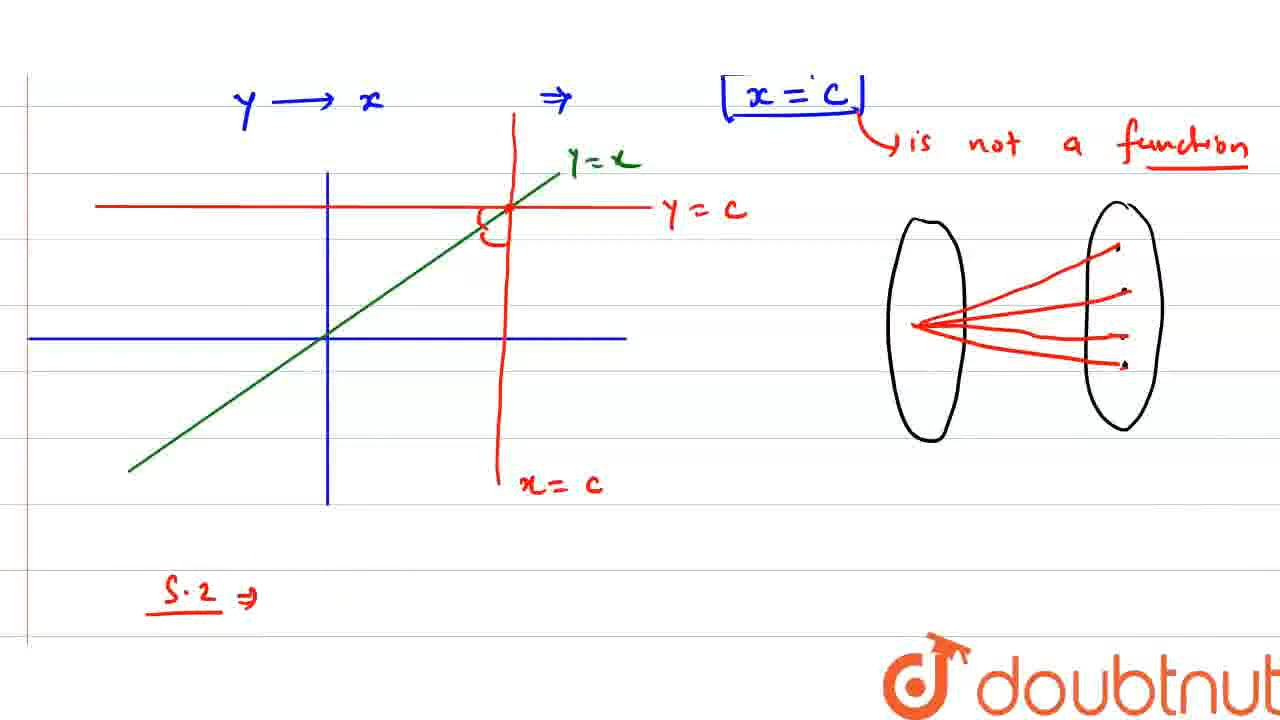 y → x ⇒ x = c
is not a function
y = x
y = c
x = c
S.2 ⇒
doubtnut